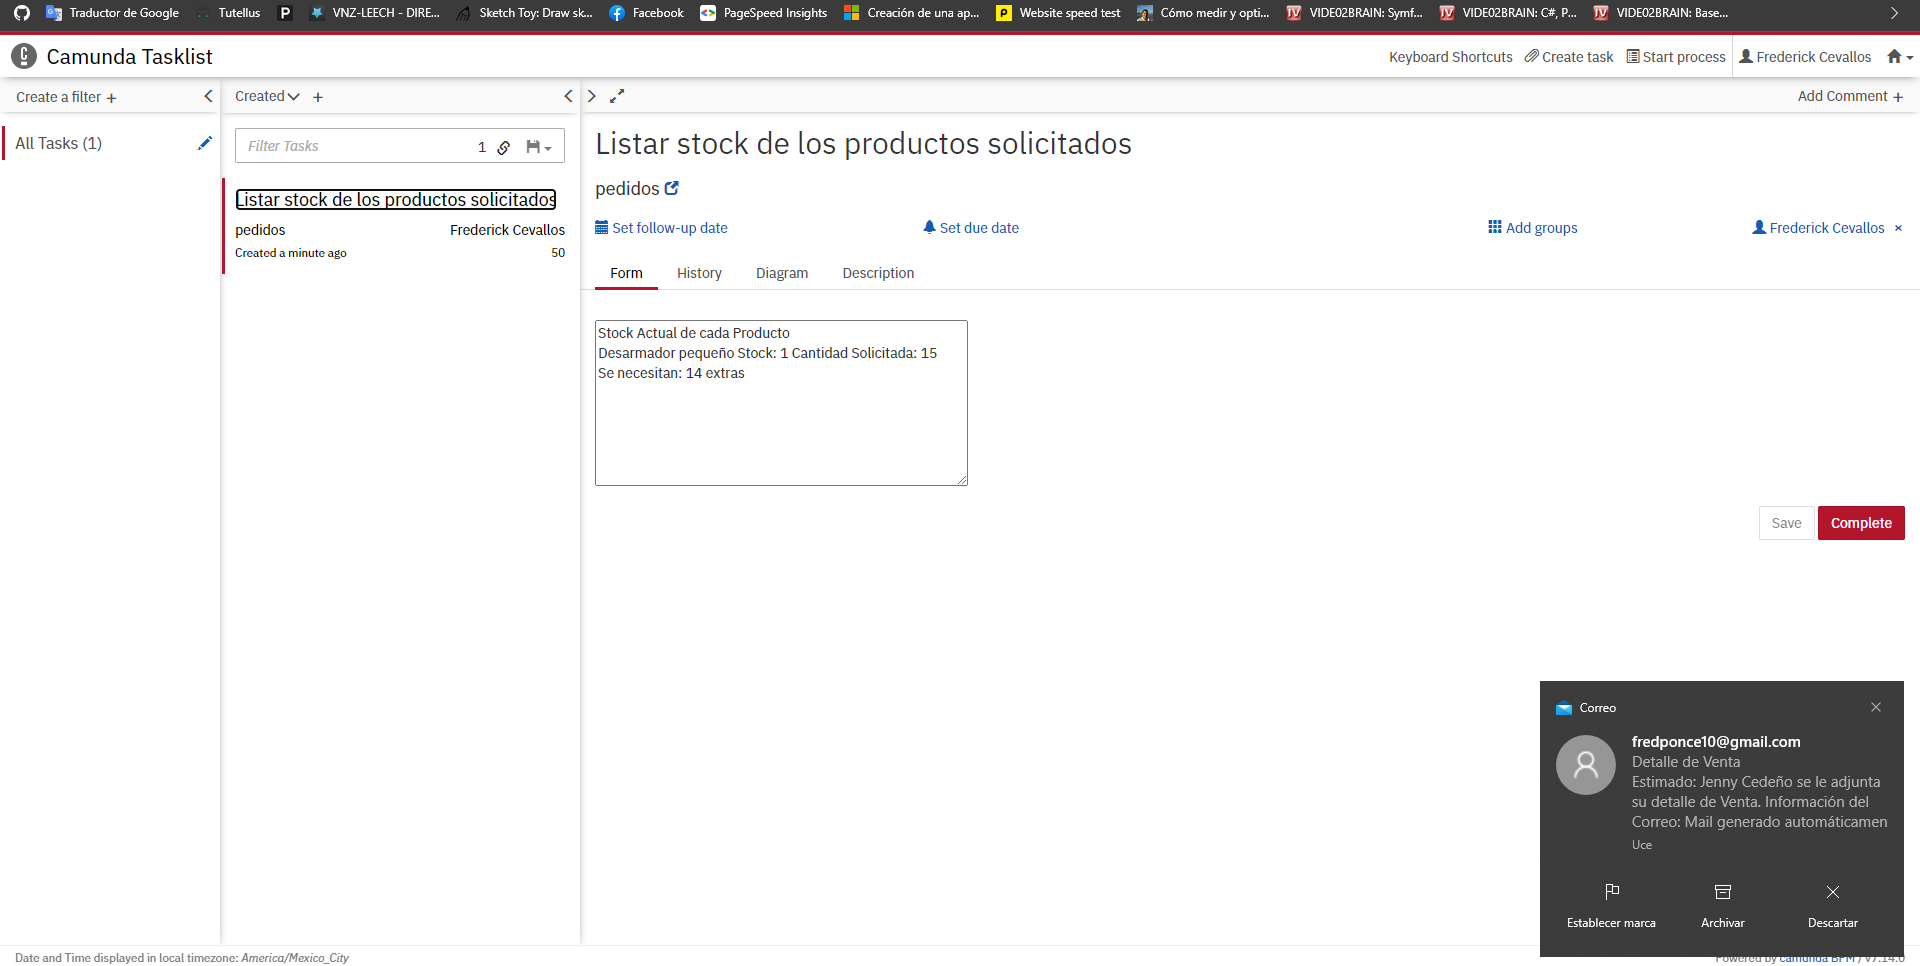 Traductor de Google
Tutellus
VNZ-LEECH - DIRE...
Sketch Toy: Draw sk...
Facebook
PageSpeed Insights
Creación de una ap...
Website speed test
Cómo medir y opti...
VIDE02BRAIN: Symf...
VIDE02BRAIN: C#, P...
VIDE02BRAIN: Base...
Camunda Tasklist
Keyboard Shortcuts
Create task
Start process
Frederick Cevallos
Create a filter +
Created
Add Comment +
All Tasks (1)
Filter Tasks
1
Listar stock de los productos solicitados
pedidos
Frederick Cevallos
Created a minute ago
50
Listar stock de los productos solicitados
pedidos
Set follow-up date
Set due date
Add groups
Frederick Cevallos ×
Form
History
Diagram
Description
Stock Actual de cada Producto
Desarmador pequeño Stock: 1 Cantidad Solicitada: 15
Se necesitan: 14 extras
Save
Complete
Correo
fredponce10@gmail.com
Detalle de Venta
Estimado: Jenny Cedeño se le adjunta
su detalle de Venta. Información del
Correo: Mail generado automáticamen
Uce
Establecer marca
Archivar
Descartar
Date and Time displayed in local timezone: America/Mexico_City
Powered by camunda BPM / v7.14.0